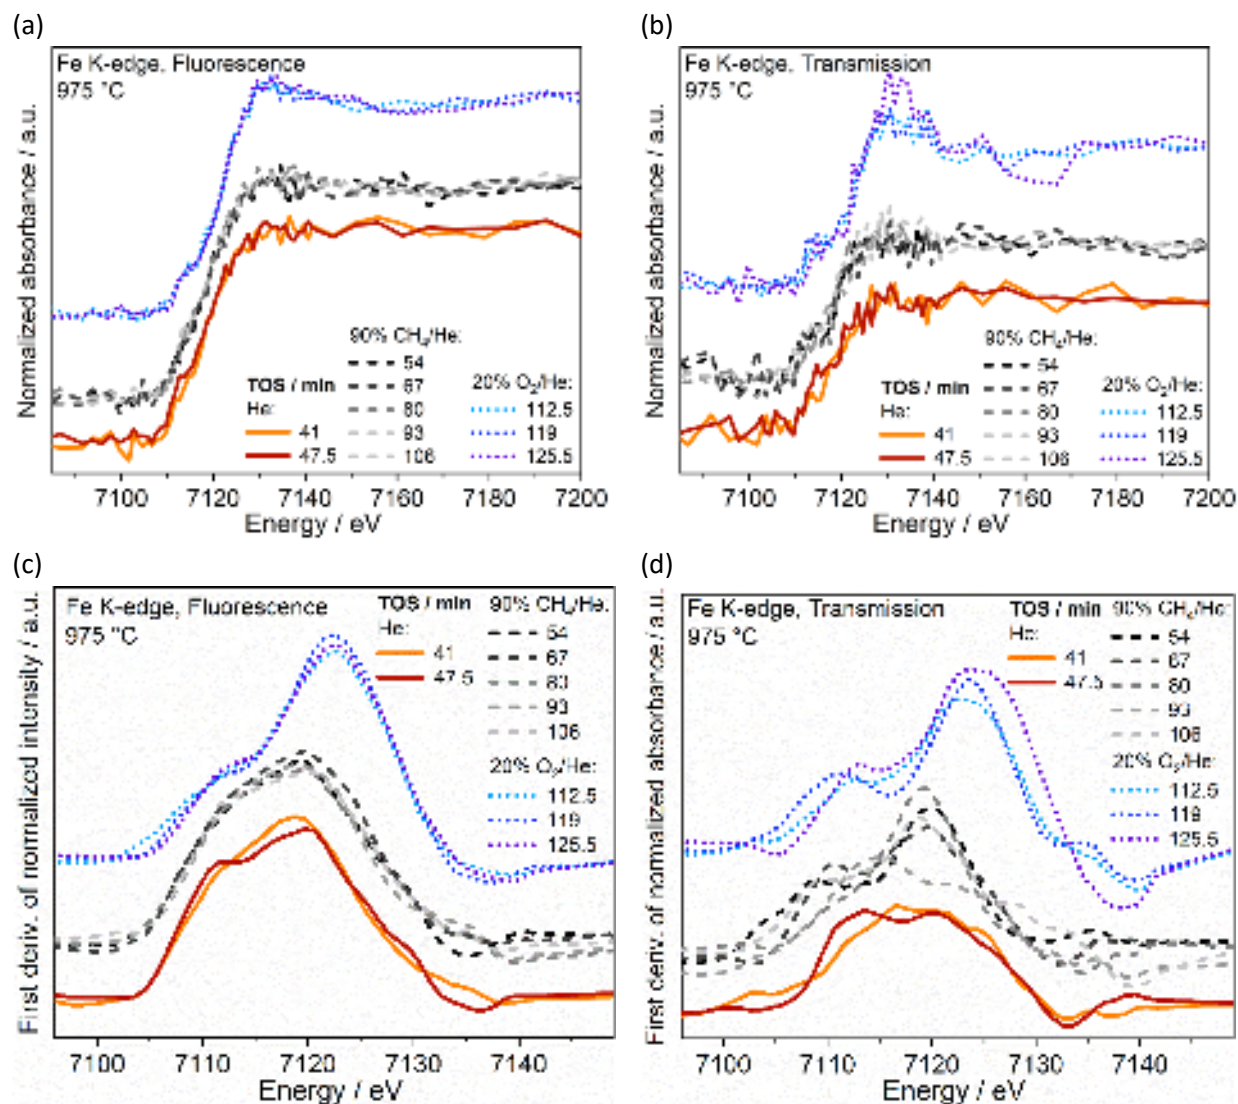 (a)
Fe K-edge, Fluorescence
975 °C
Normalized absorbance / a.u.
TOS / min
He:
41
47.5
90% CH4/He:
54
67
80
93
106
20% O2/He:
112.5
119
125.5
7100 7120 7140 7160 7180 7200
Energy / eV
(b)
Fe K-edge, Transmission
975 °C
Normalized absorbance / a.u.
TOS / min
He:
41
47.5
90% CH4/He:
54
67
80
93
106
20% O2/He:
112.5
119
125.5
7100 7120 7140 7160 7180 7200
Energy / eV
(c)
Fe K-edge, Fluorescence
975 °C
First deriv. of normalized intensity / a.u.
TOS / min
He:
41
47.5
90% CH4/He:
54
67
80
93
106
20% O2/He:
112.5
119
125.5
7100 7110 7120 7130 7140
Energy / eV
(d)
Fe K-edge, Transmission
975 °C
First deriv. of normalized absorbance / a.u.
TOS / min
He:
41
47.5
90% CH4/He:
54
67
80
93
106
20% O2/He:
112.5
119
125.5
7100 7110 7120 7130 7140
Energy / eV